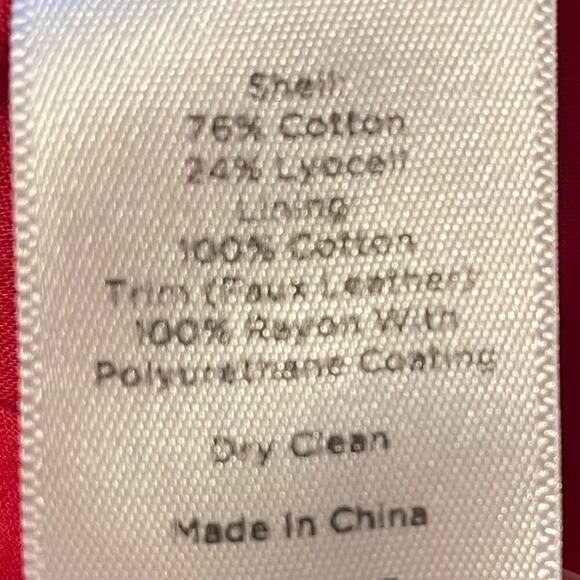 Shell:
76% Cotton
24% Lyocell
Lining
100% Cotton
Trim (Faux Leather)
100% Rayon With
Polyurethane Coating
Dry Clean
Made In China